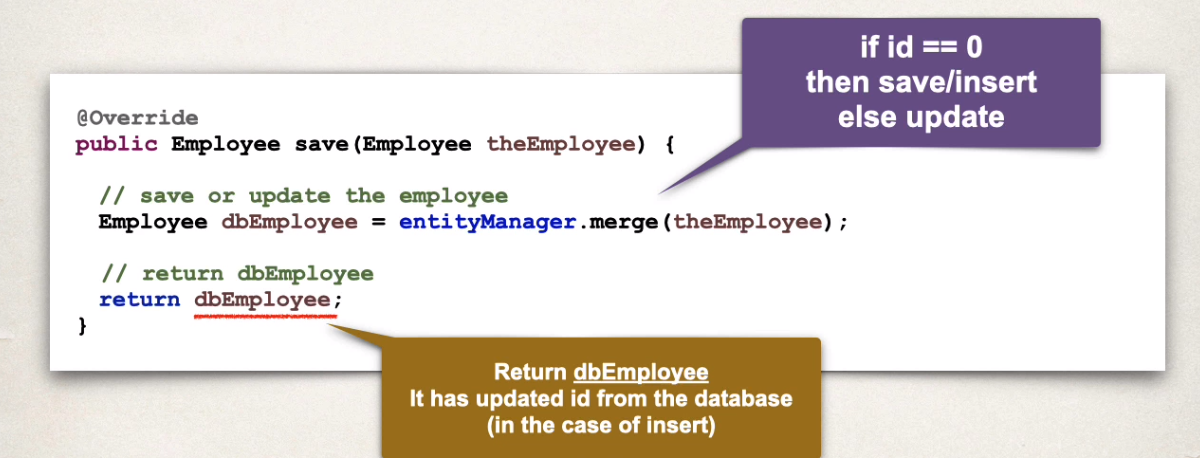 if id == 0
then save/insert
else update
@Override
public Employee save(Employee theEmployee) {
// save or update the employee
Employee dbEmployee = entityManager.merge(theEmployee);
// return dbEmployee
return dbEmployee;
}
Return dbEmployee
It has updated id from the database
(in the case of insert)